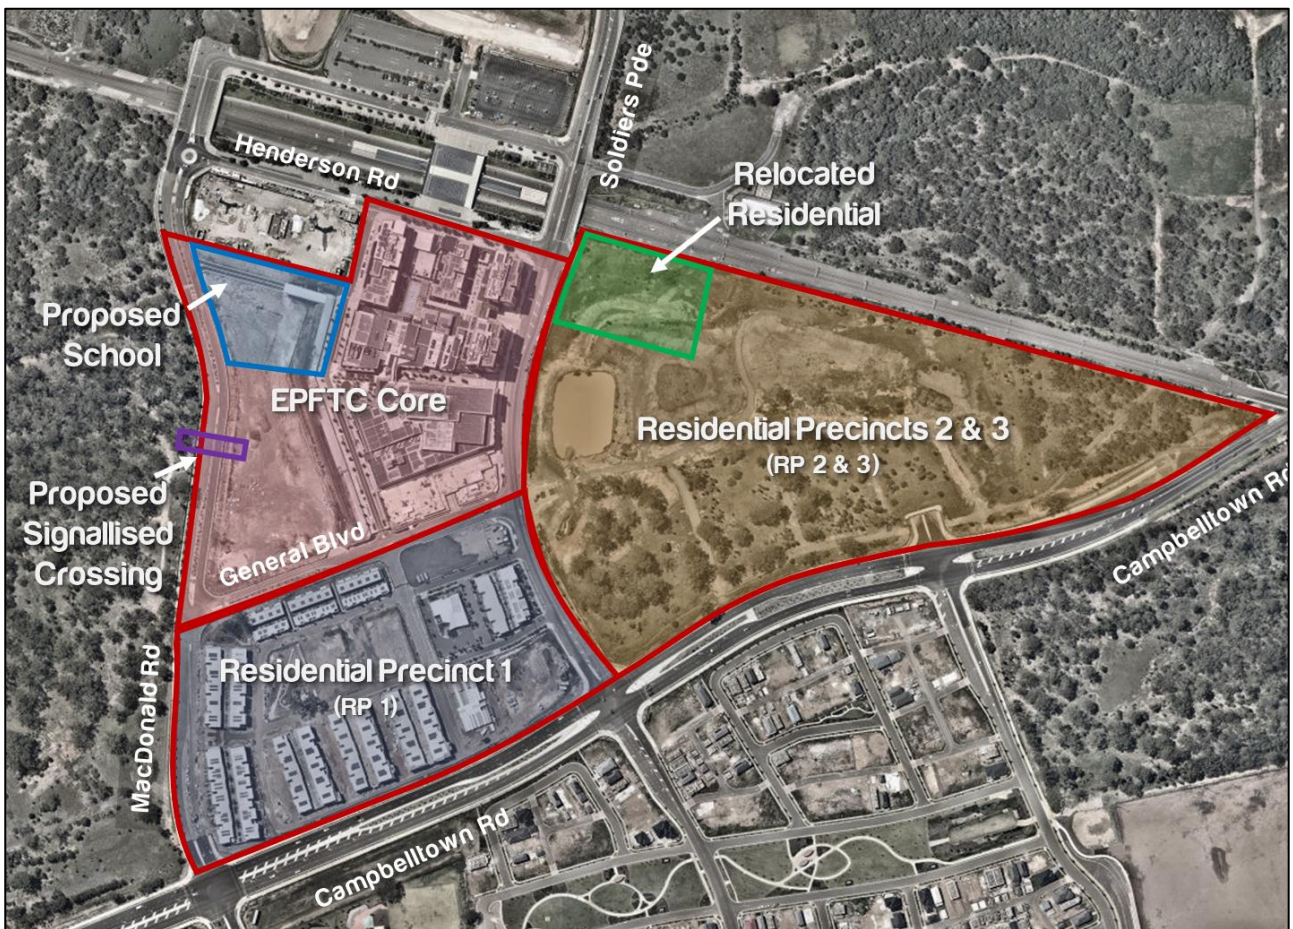 Soldiers Pde
Henderson Rd
Relocated
Residential
Proposed
School
EPFTC Core
Residential Precincts 2 & 3
(RP 2 & 3)
Proposed
Signallised
Crossing
General Blvd
Campbelltown Rd
Residential Precinct 1
(RP 1)
MacDonald Rd
Campbelltown Rd